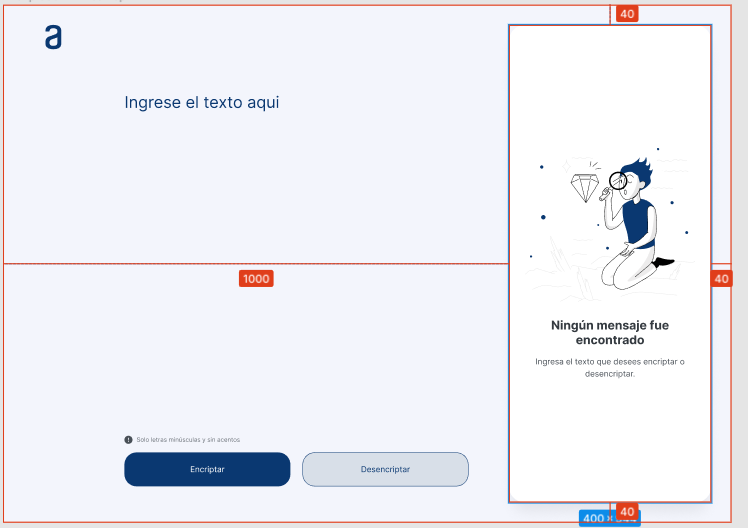 40
a
Ingrese el texto aqui
1000
40
Ningún mensaje fue
encontrado
Ingresa el texto que desees encriptar o
desencriptar.
Solo letras minúsculas y sin acentos
Encriptar
Desencriptar
40
400 ×